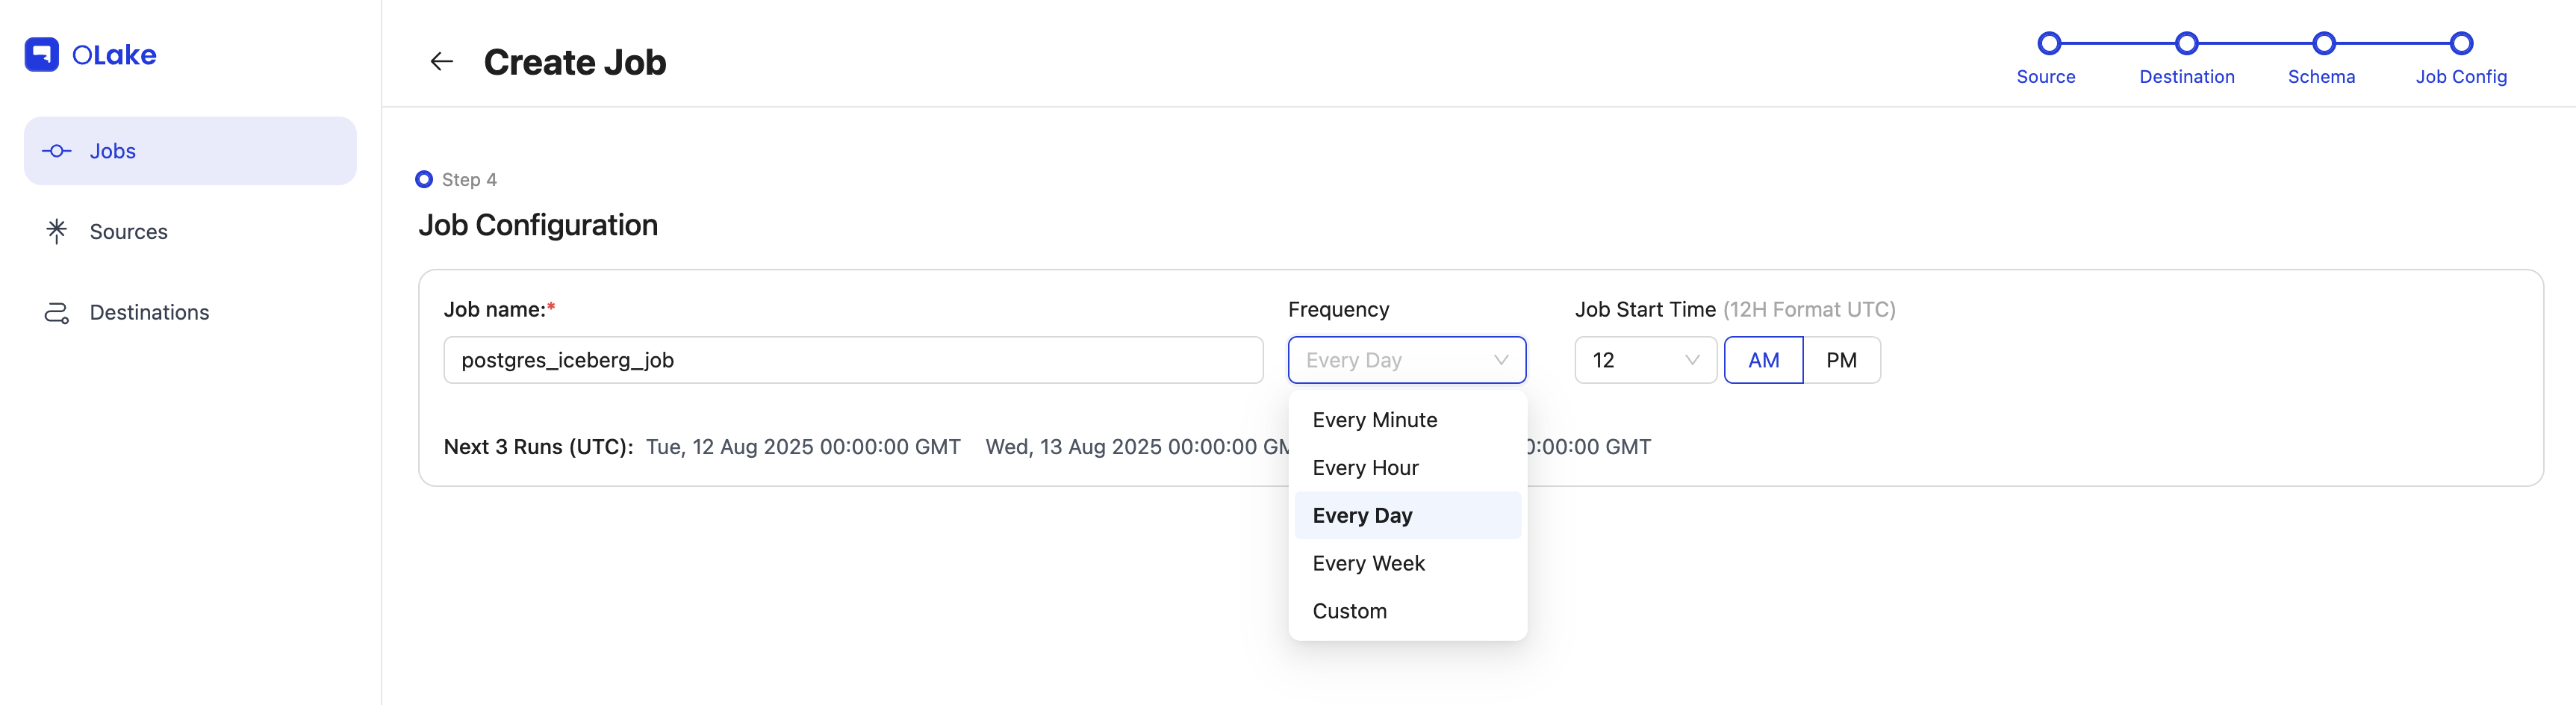 OLake
Jobs
Sources
Destinations
Create Job
Source
Destination
Schema
Job Config
Step 4
Job Configuration
Job name:*
postgres_iceberg_job
Frequency
Every Day
Job Start Time (12H Format UTC)
12
AM
PM
Every Minute
Every Hour
Every Day
Every Week
Custom
Next 3 Runs (UTC): Tue, 12 Aug 2025 00:00:00 GMT Wed, 13 Aug 2025 00:00:00 :00:00 GMT